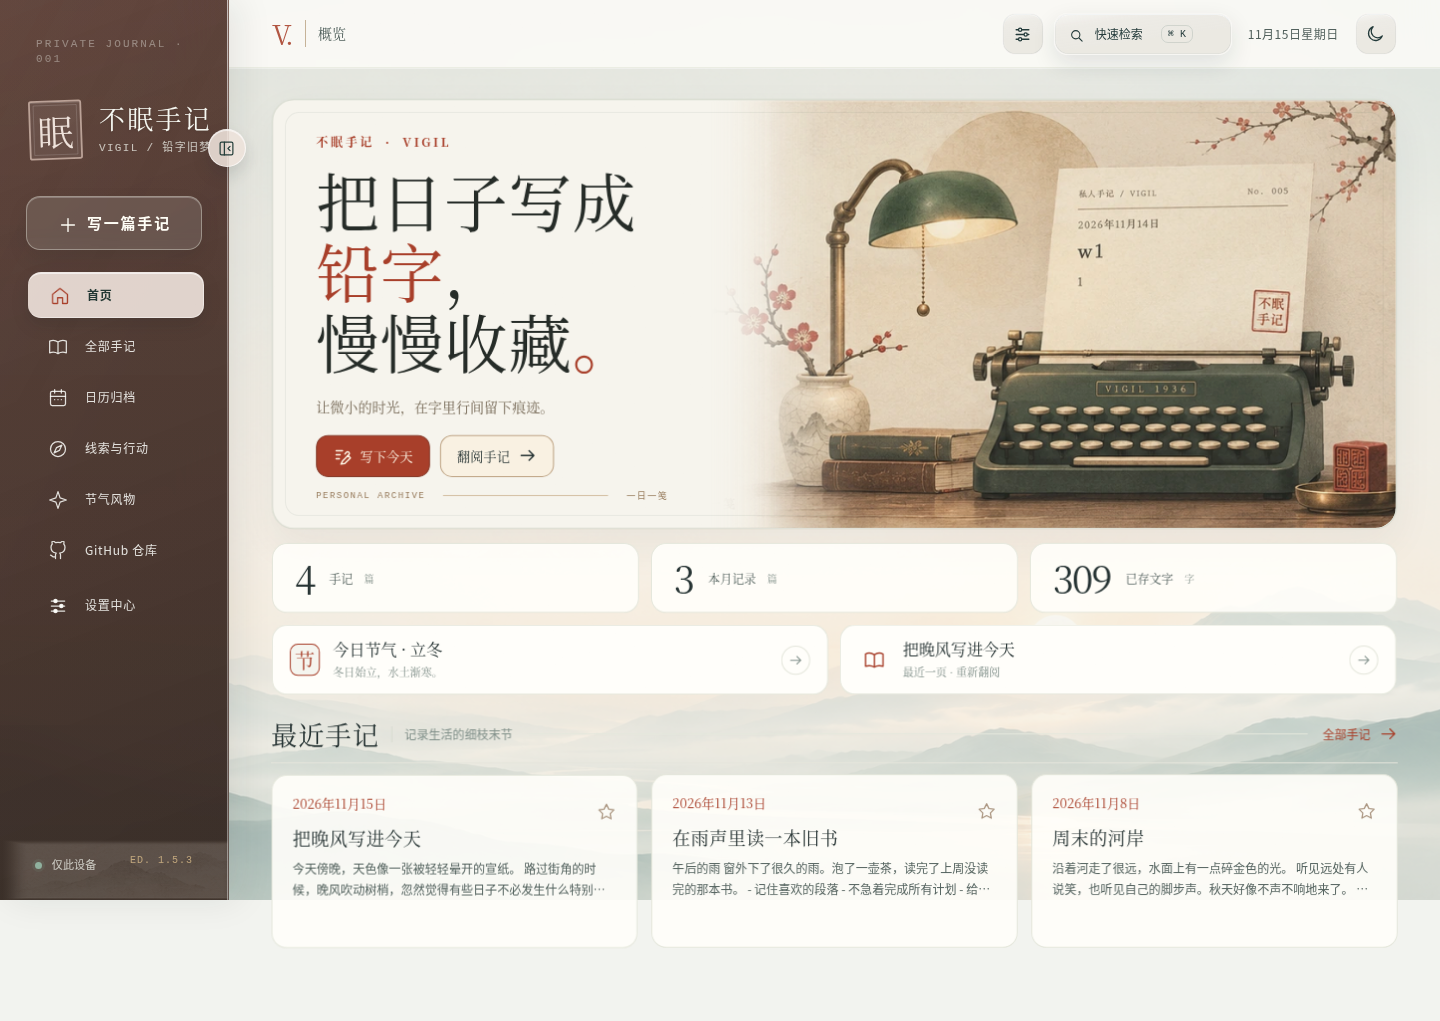 PRIVATE JOURNAL ·
001
眠
不眠手记
VIGIL / 铅字旧梦
写一篇手记
首页
全部手记
日历归档
线索与行动
节气风物
GitHub 仓库
设置中心
仅此设备
ED. 1.5.3
V.
概览
快速检索
⌘ K
11月15日星期日
不眠手记 · VIGIL
把日子写成
铅字，
慢慢收藏。
让微小的时光，在字里行间留下痕迹。
写下今天
翻阅手记
PERSONAL ARCHIVE
一日一笺
私人手记 / VIGIL
No. 005
2026年11月14日
w1
1
不眠
手记
VIGIL 1936
4 手记 篇
3 本月记录 篇
309 已存文字 字
节
今日节气 · 立冬
冬日始立，水土渐寒。
把晚风写进今天
最近一页 · 重新翻阅
最近手记
记录生活的细枝末节
全部手记
2026年11月15日
把晚风写进今天
今天傍晚，天色像一张被轻轻晕开的宣纸。 路过街角的时
候，晚风吹动树梢，忽然觉得有些日子不必发生什么特别…
2026年11月13日
在雨声里读一本旧书
午后的雨 窗外下了很久的雨。泡了一壶茶，读完了上周没读
完的那本书。 - 记住喜欢的段落 - 不急着完成所有计划 - 给…
2026年11月8日
周末的河岸
沿着河走了很远，水面上有一点碎金色的光。 听见远处有人
说笑，也听见自己的脚步声。秋天好像不声不响地来了。 …